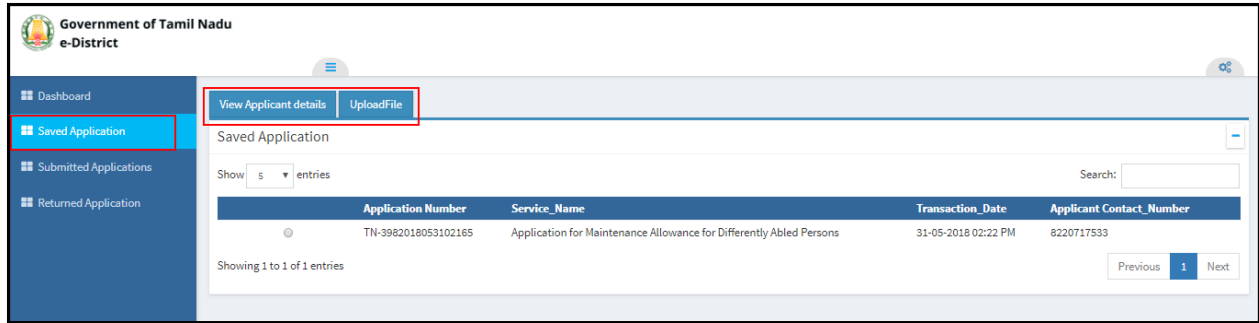 Government of Tamil Nadu
e-District
Dashboard
Saved Application
Submitted Applications
Returned Application
View Applicant details UploadFile
Saved Application
Show 5 entries Search:
Application Number Service_Name Transaction_Date Applicant Contact_Number
TN-3982018053102165 Application for Maintenance Allowance for Differently Abled Persons 31-05-2018 02:22 PM 8220717533
Showing 1 to 1 of 1 entries Previous 1 Next